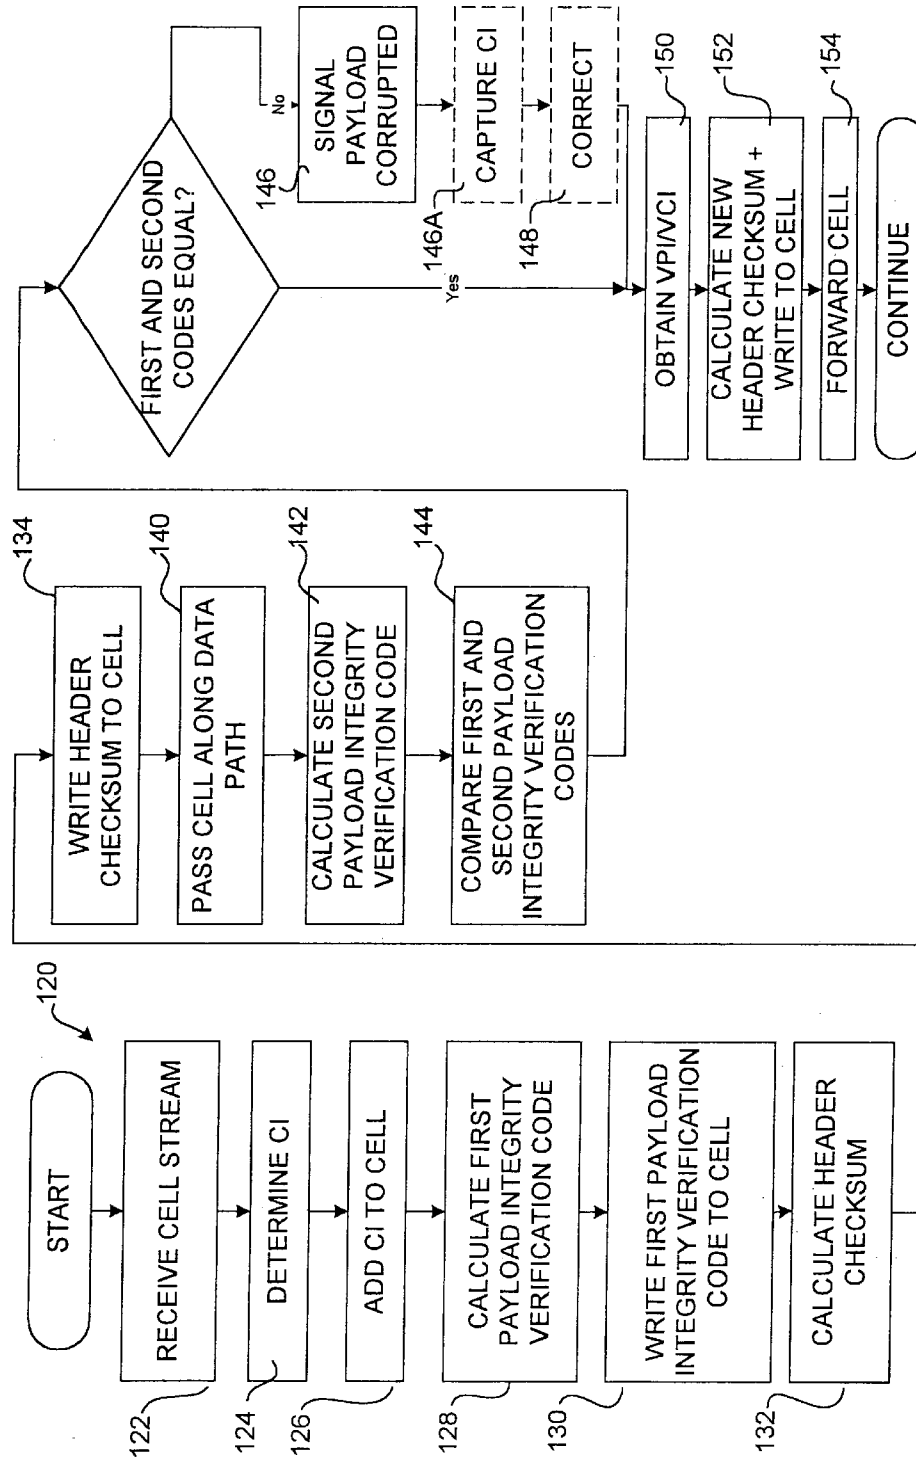 120
START
RECEIVE CELL STREAM
122
DETERMINE CI
124
ADD CI TO CELL
126
CALCULATE FIRST
PAYLOAD INTEGRITY
VERIFICATION CODE
128
WRITE FIRST PAYLOAD
INTEGRITY VERIFICATION
CODE TO CELL
130
CALCULATE HEADER
CHECKSUM
132
134
WRITE HEADER
CHECKSUM TO CELL
140
PASS CELL ALONG DATA
PATH
142
CALCULATE SECOND
PAYLOAD INTEGRITY
VERIFICATION CODE
144
COMPARE FIRST AND
SECOND PAYLOAD
INTEGRITY VERIFICATION
CODES
FIRST AND SECOND
CODES EQUAL?
No
Yes
146
SIGNAL
PAYLOAD
CORRUPTED
146A
CAPTURE CI
148
CORRECT
OBTAIN VPI/VCI
150
CALCULATE NEW
HEADER CHECKSUM +
WRITE TO CELL
152
FORWARD CELL
154
CONTINUE